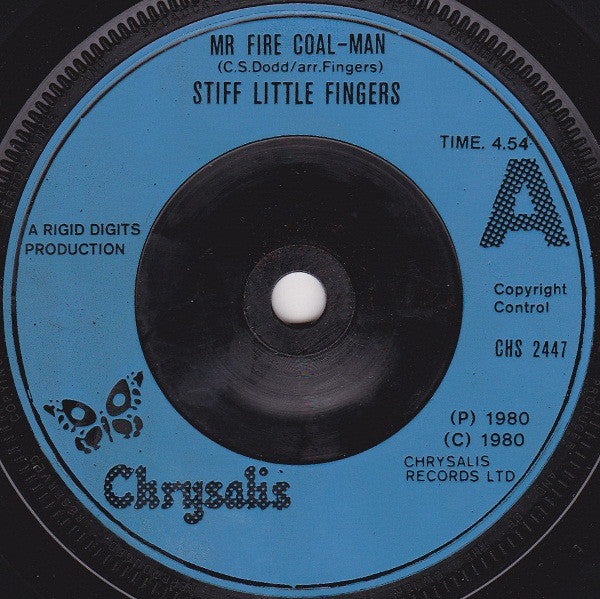 MR FIRE COAL-MAN
(C.S.Dodd/arr.Fingers)
STIFF LITTLE FINGERS
TIME. 4.54
A
A RIGID DIGITS
PRODUCTION
Copyright
Control
CHS 2447
(P) 1980
(C) 1980
CHRYSALIS
RECORDS LTD
Chrysalis